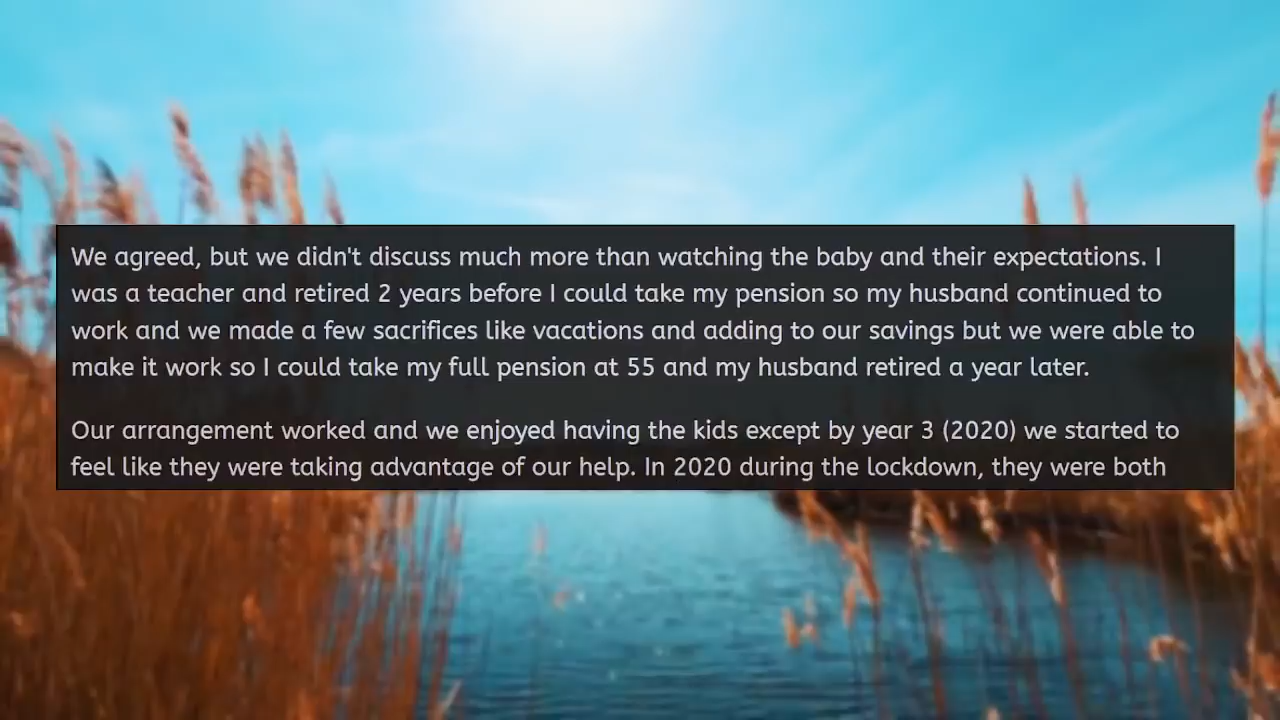 We agreed, but we didn't discuss much more than watching the baby and their expectations. I
was a teacher and retired 2 years before I could take my pension so my husband continued to
work and we made a few sacrifices like vacations and adding to our savings but we were able to
make it work so I could take my full pension at 55 and my husband retired a year later.
Our arrangement worked and we enjoyed having the kids except by year 3 (2020) we started to
feel like they were taking advantage of our help. In 2020 during the lockdown, they were both